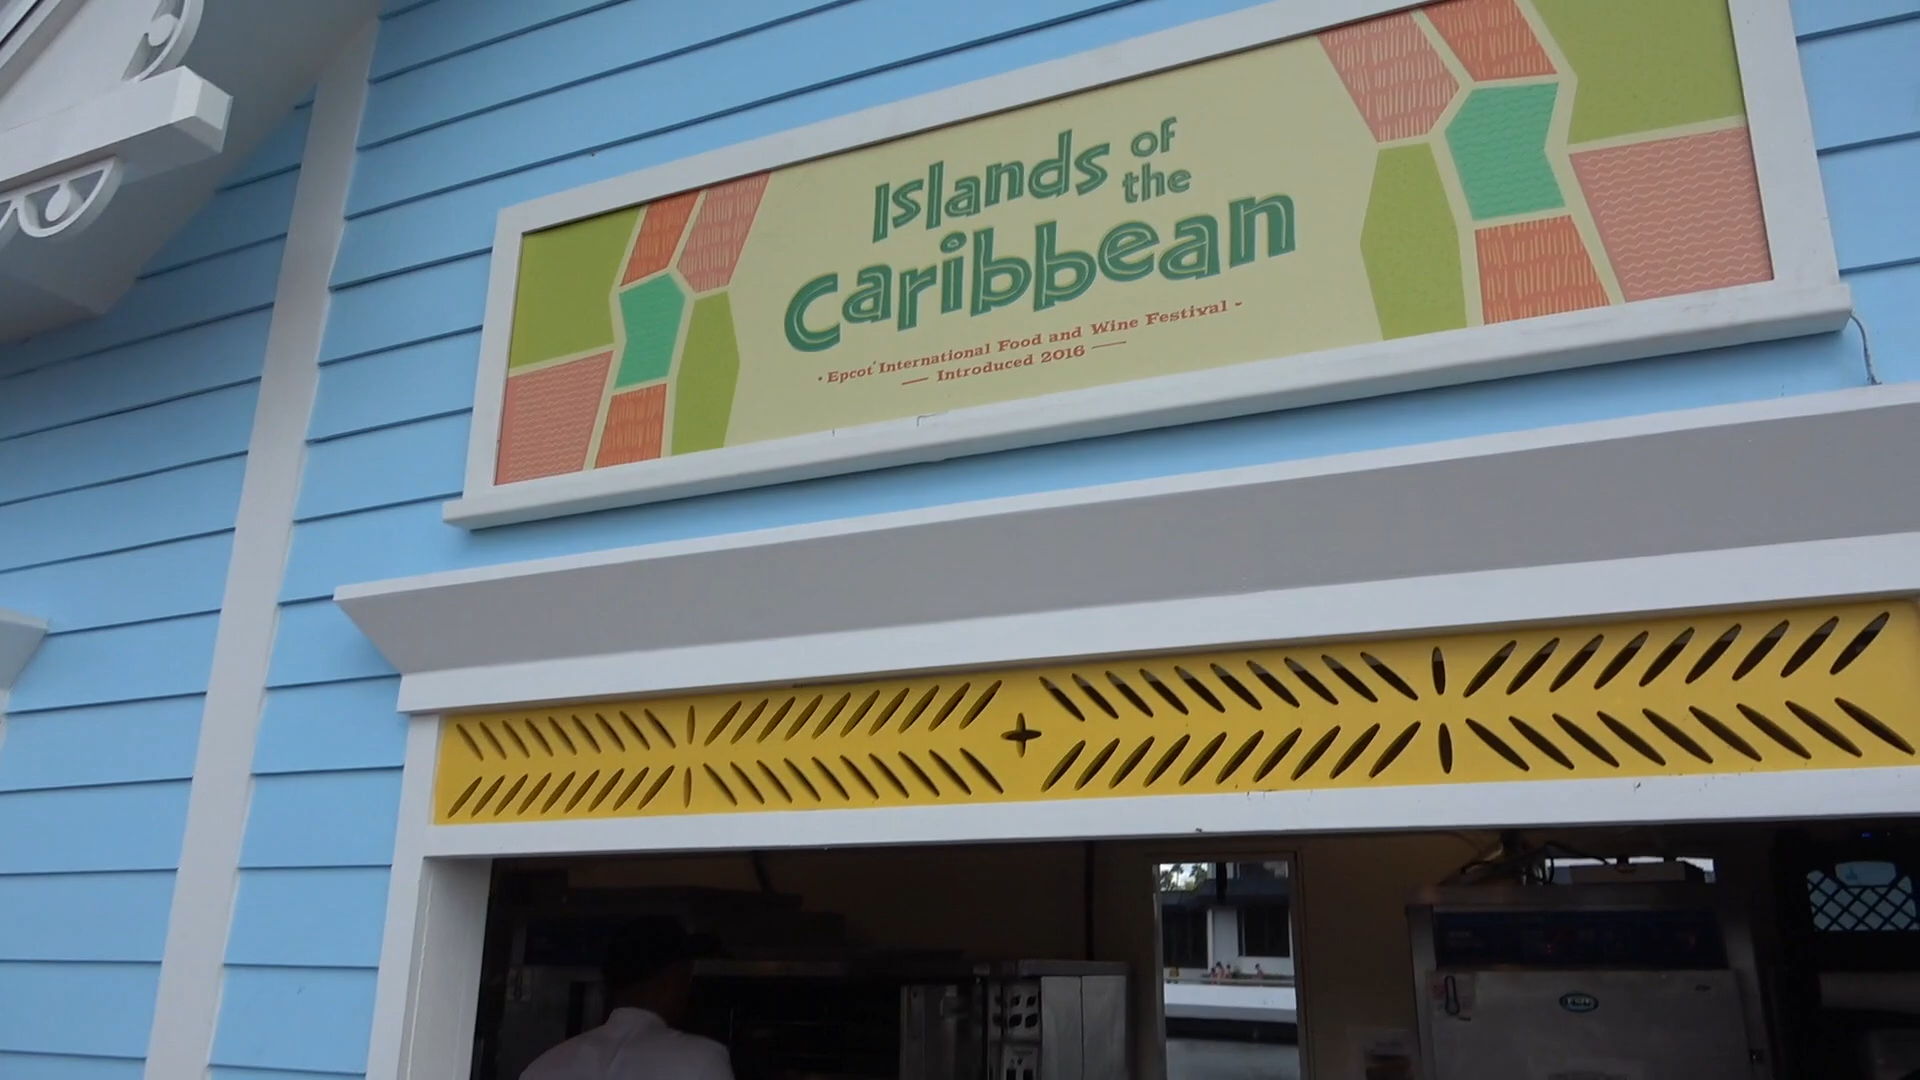 Islands of the
Caribbean
• Epcot® International Food and Wine Festival •
Introduced 2016